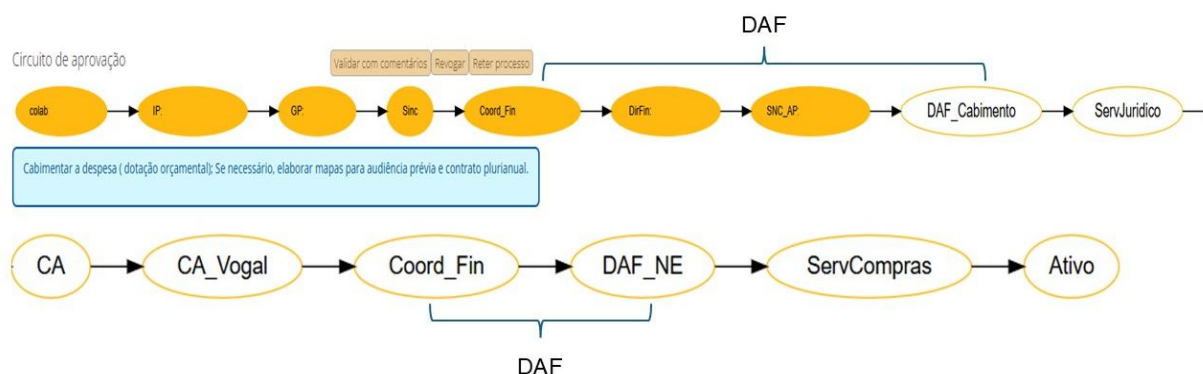 DAF
Circuito de aprovação
Validar com comentários Revogar Reter processo
colab IP: GP: Sinc Coord_Fin DirFin: SNC_AP: DAF_Cabimento ServJuridico
Cabimentar a despesa ( dotação orçamental); Se necessário, elaborar mapas para audiência prévia e contrato plurianual.
CA CA_Vogal Coord_Fin DAF_NE ServCompras Ativo
DAF